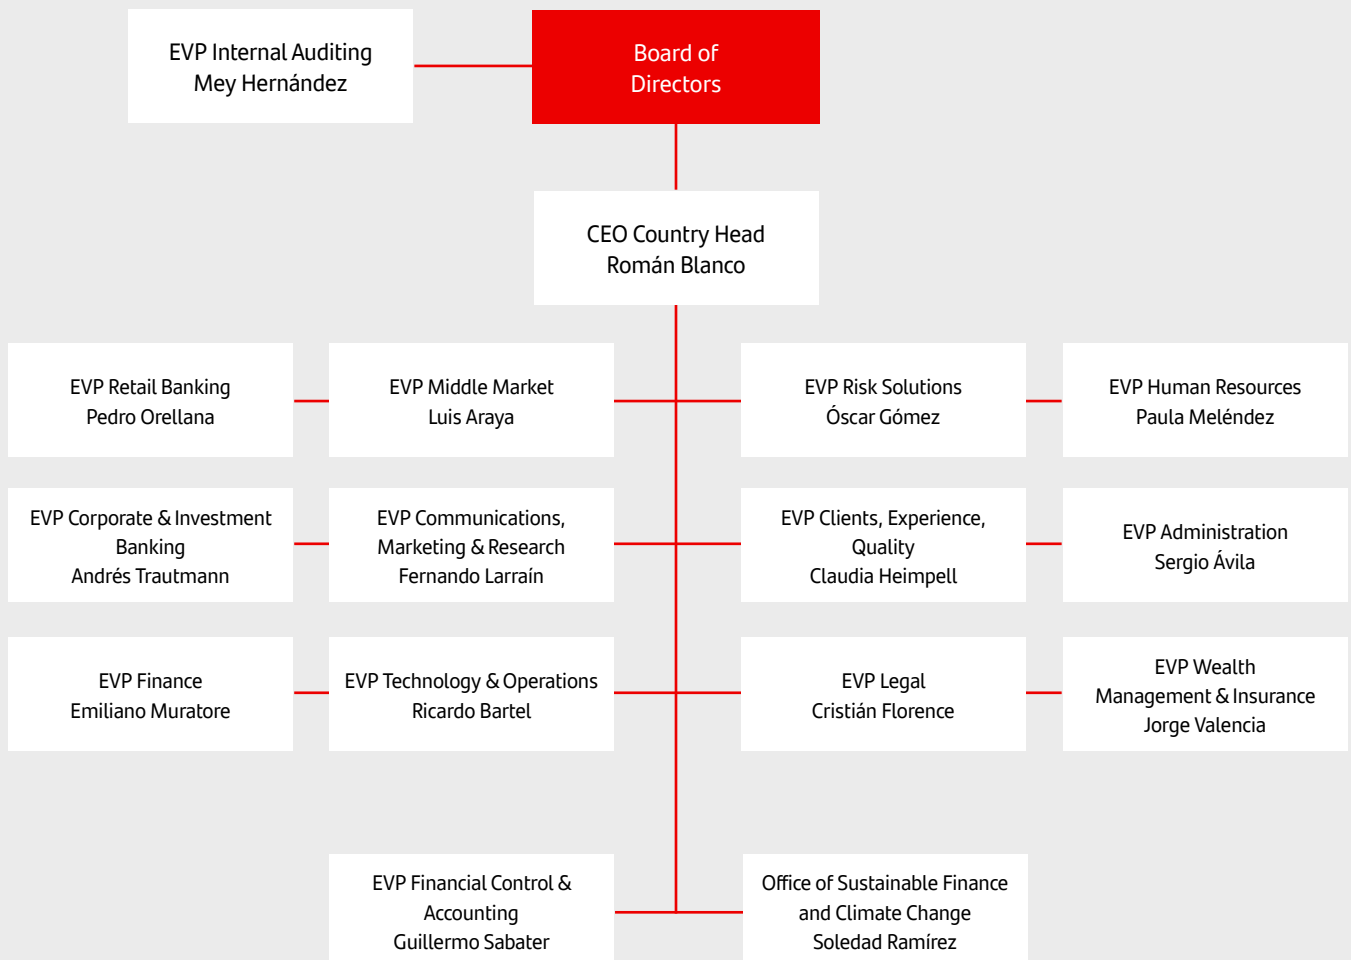 EVP Internal Auditing
Mey Hernández
Board of
Directors
CEO Country Head
Román Blanco
EVP Retail Banking
Pedro Orellana
EVP Middle Market
Luis Araya
EVP Risk Solutions
Óscar Gómez
EVP Human Resources
Paula Meléndez
EVP Corporate & Investment
Banking
Andrés Trautmann
EVP Communications,
Marketing & Research
Fernando Larraín
EVP Clients, Experience,
Quality
Claudia Heimpell
EVP Administration
Sergio Ávila
EVP Finance
Emiliano Muratore
EVP Technology & Operations
Ricardo Bartel
EVP Legal
Cristián Florence
EVP Wealth
Management & Insurance
Jorge Valencia
EVP Financial Control &
Accounting
Guillermo Sabater
Office of Sustainable Finance
and Climate Change
Soledad Ramírez